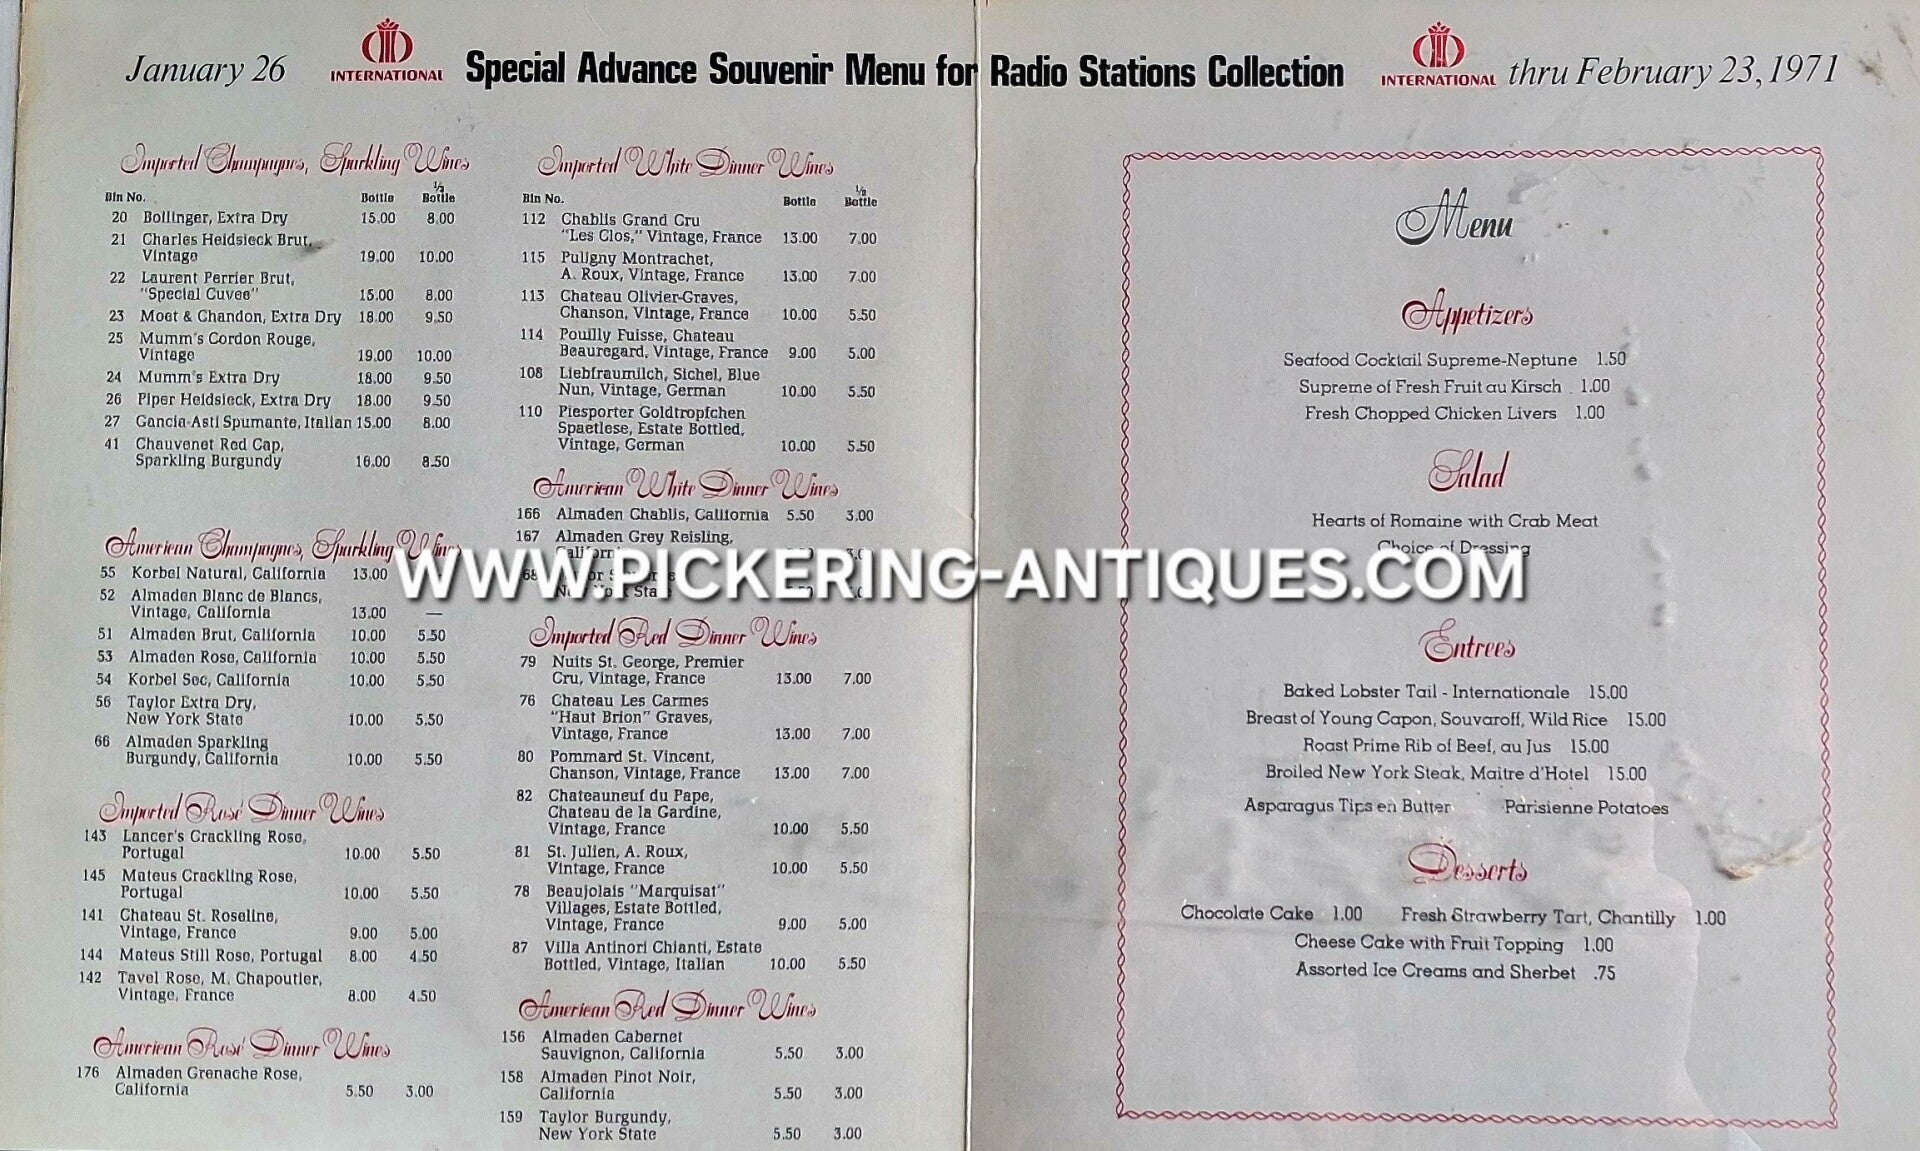 January 26
INTERNATIONAL
Special Advance Souvenir Menu for Radio Stations Collection
INTERNATIONAL
thru February 23, 1971
Imported Champagnes, Sparkling Wines
Bin No. Bottle ½ Bottle
20 Bollinger, Extra Dry 15.00 8.00
21 Charles Heidsieck Brut,
Vintage 19.00 10.00
22 Laurent Perrier Brut,
"Special Cuvee" 15.00 8.00
23 Moet & Chandon, Extra Dry 18.00 9.50
25 Mumm's Cordon Rouge,
Vintage 19.00 10.00
24 Mumm's Extra Dry 18.00 9.50
26 Piper Heidsieck, Extra Dry 18.00 9.50
27 Gancia-Asti Spumante, Italian 15.00 8.00
41 Chauvenet Red Cap,
Sparkling Burgundy 16.00 8.50
American Champagnes, Sparkling Wines
55 Korbel Natural, California 13.00
52 Almaden Blanc de Blancs,
Vintage, California 13.00 —
51 Almaden Brut, California 10.00 5.50
53 Almaden Rose, California 10.00 5.50
54 Korbel Sec, California 10.00 5.50
56 Taylor Extra Dry,
New York State 10.00 5.50
66 Almaden Sparkling
Burgundy, California 10.00 5.50
Imported Rosé Dinner Wines
143 Lancer's Crackling Rose,
Portugal 10.00 5.50
145 Mateus Crackling Rose,
Portugal 10.00 5.50
141 Chateau St. Roseline,
Vintage, France 9.00 5.00
144 Mateus Still Rose, Portugal 8.00 4.50
142 Tavel Rose, M. Chapoutier,
Vintage, France 8.00 4.50
American Rosé Dinner Wines
176 Almaden Grenache Rose,
California 5.50 3.00
Imported White Dinner Wines
Bin No. Bottle ½ Bottle
112 Chablis Grand Cru
"Les Clos," Vintage, France 13.00 7.00
115 Puligny Montrachet,
A. Roux, Vintage, France 13.00 7.00
113 Chateau Olivier-Graves,
Chanson, Vintage, France 10.00 5.50
114 Pouilly Fuisse, Chateau
Beauregard, Vintage, France 9.00 5.00
108 Liebfraumilch, Sichel, Blue
Nun, Vintage, German 10.00 5.50
110 Piesporter Goldtropfchen
Spaetlese, Estate Bottled,
Vintage, German 10.00 5.50
American White Dinner Wines
166 Almaden Chablis, California 5.50 3.00
167 Almaden Grey Reisling,
New York State
Imported Red Dinner Wines
79 Nuits St. George, Premier
Cru, Vintage, France 13.00 7.00
76 Chateau Les Carmes
"Haut Brion" Graves,
Vintage, France 13.00 7.00
80 Pommard St. Vincent,
Chanson, Vintage, France 13.00 7.00
82 Chateauneuf du Pape,
Chateau de la Gardine,
Vintage, France 10.00 5.50
81 St. Julien, A. Roux,
Vintage, France 10.00 5.50
78 Beaujolais "Marquisat"
Villages, Estate Bottled,
Vintage, France 9.00 5.00
87 Villa Antinori Chianti, Estate
Bottled, Vintage, Italian 10.00 5.50
American Red Dinner Wines
156 Almaden Cabernet
Sauvignon, California 5.50 3.00
158 Almaden Pinot Noir,
California 5.50 3.00
159 Taylor Burgundy,
New York State 5.50 3.00
Menu
Appetizers
Seafood Cocktail Supreme-Neptune 1.50
Supreme of Fresh Fruit au Kirsch 1.00
Fresh Chopped Chicken Livers 1.00
Salad
Hearts of Romaine with Crab Meat
Choice of Dressing
WWW.PICKERING-ANTIQUES.COM
Entrees
Baked Lobster Tail - Internationale 15.00
Breast of Young Capon, Souvaroff, Wild Rice 15.00
Roast Prime Rib of Beef, au Jus 15.00
Broiled New York Steak, Maitre d'Hotel 15.00
Asparagus Tips en Butter Parisienne Potatoes
Desserts
Chocolate Cake 1.00 Fresh Strawberry Tart, Chantilly 1.00
Cheese Cake with Fruit Topping 1.00
Assorted Ice Creams and Sherbet .75